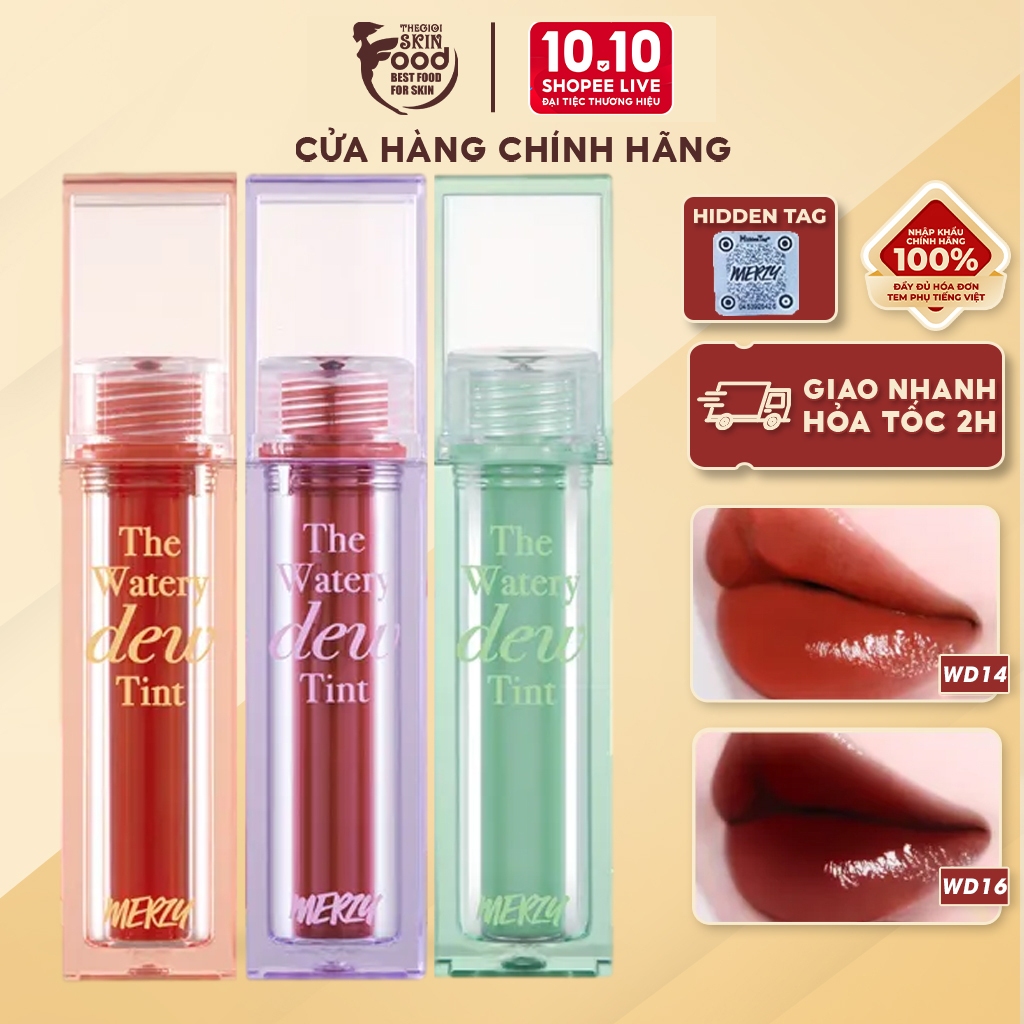 THEGIOI
SKIN
Food
BEST FOOD
FOR SKIN
10.10
SHOPEE LIVE
ĐẠI TIỆC THƯƠNG HIỆU
CỬA HÀNG CHÍNH HÃNG
HIDDEN TAG
HiddenTag
MERZY
NHẬP KHẨU
CHÍNH HÃNG
100%
ĐẦY ĐỦ HÓA ĐƠN
TEM PHỤ TIẾNG VIỆT
GIAO NHANH
HỎA TỐC 2H
The
Watery
dew
Tint
MERZY
The
Watery
dew
Tint
MERZY
The
Watery
dew
Tint
MERZY
WD14
WD16